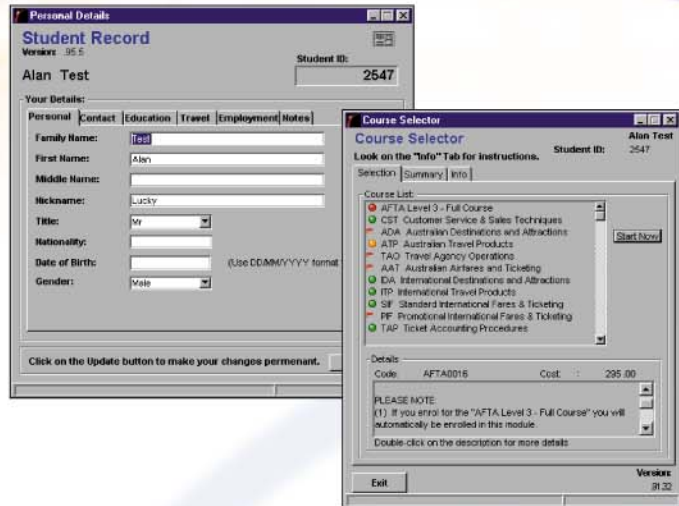 Personal Details
Student Record
Version: .95.5
Student ID:
Alan Test
2547
Your Details:
Personal Contact Education Travel Employment Notes
Family Name: Test
First Name: Alan
Middle Name:
Nickname: Lucky
Title: Mr
Nationality:
Date of Birth: (Use DD/MM/YYYY format
Gender: Male
Click on the Update button to make your changes permenant.
Course Selector
Course Selector
Alan Test
Look on the "Info" Tab for instructions.
Student ID: 2547
Selection Summary Info
Course List:
AFTA Level 3 - Full Course
CST Customer Service & Sales Techniques
ADA Australian Destinations and Attractions
ATP Australian Travel Products
TAO Travel Agency Operations
AAT Australian Airfares and Ticketing
IDA International Destinations and Attractions
ITP International Travel Products
SIF Standard International Fares & Ticketing
PIF Promotional International Fares & Ticketing
TAP Ticket Accounting Procedures
Start Now
Details
Code: AFTA0016 Cost : 295.00
PLEASE NOTE:
(1) If you enrol for the "AFTA Level 3 - Full Course" you will
automatically be enrolled in this module.
Double-click on the description for more details
Exit
Version:
.91.32